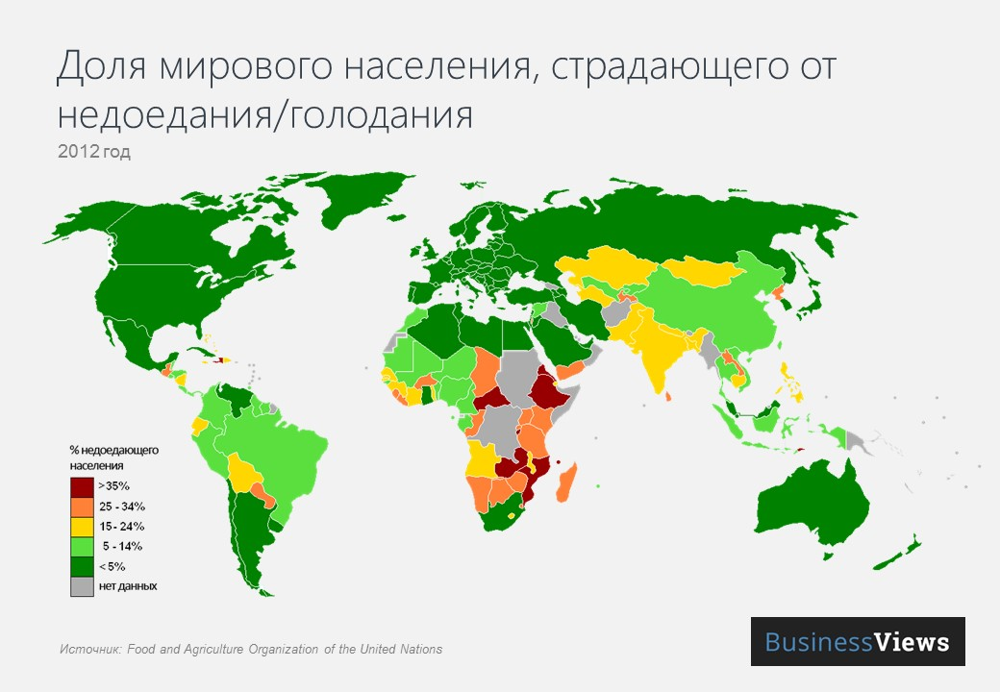 Доля мирового населения, страдающего от
недоедания/голодания
2012 год
% недоедающего
населения
>35%
25 - 34%
15- 24%
5 - 14%
<5%
нет данных
Источник: Food and Agriculture Organization of the United Nations
BusinessViews